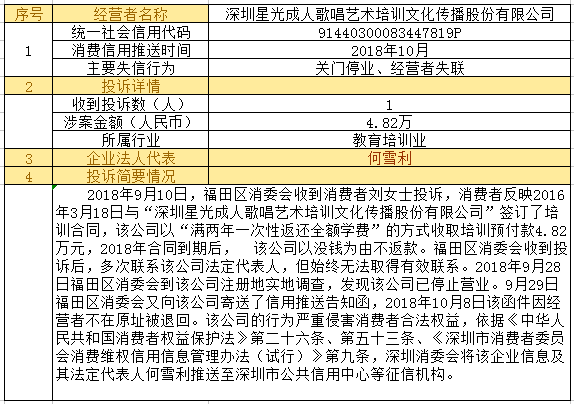 序号 经营者名称 深圳星光成人歌唱艺术培训文化传播股份有限公司
统一社会信用代码 91440300083447819P
1 消费信用推送时间 2018年10月
主要失信行为 关门停业、经营者失联
2 投诉详情
收到投诉数（人） 1
涉案金额（人民币） 4.82万
所属行业 教育培训业
3 企业法人代表 何雪利
4 投诉简要情况
2018年9月10日，福田区消委会收到消费者刘女士投诉，消费者反映2016
年3月18日与“深圳星光成人歌唱艺术培训文化传播股份有限公司”签订了培
训合同，该公司以“满两年一次性返还全额学费”的方式收取培训预付款4.82
万元，2018年合同到期后， 该公司以没钱为由不返款。福田区消委会收到投
诉后，多次联系该公司法定代表人，但始终无法取得有效联系。2018年9月28
日福田区消委会到该公司注册地实地调查，发现该公司已停止营业。9月29日
福田区消委会又向该公司寄送了信用推送告知函，2018年10月8日该函件因经
营者不在原址被退回。该公司的行为严重侵害消费者合法权益，依据《中华人
民共和国消费者权益保护法》第二十六条、第五十三条、《深圳市消费者委员
会消费维权信用信息管理办法（试行）》第九条，深圳消委会将该企业信息及
其法定代表人何雪利推送至深圳市公共信用中心等征信机构。